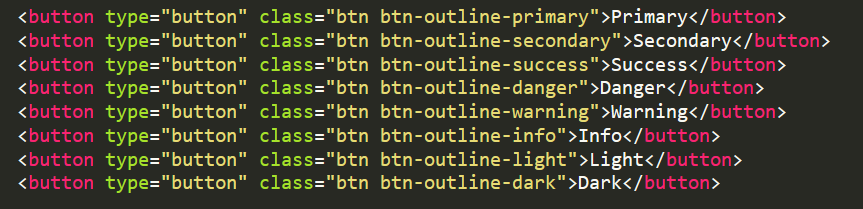 <button type="button" class="btn btn-outline-primary">Primary</button>
<button type="button" class="btn btn-outline-secondary">Secondary</button>
<button type="button" class="btn btn-outline-success">Success</button>
<button type="button" class="btn btn-outline-danger">Danger</button>
<button type="button" class="btn btn-outline-warning">Warning</button>
<button type="button" class="btn btn-outline-info">Info</button>
<button type="button" class="btn btn-outline-light">Light</button>
<button type="button" class="btn btn-outline-dark">Dark</button>